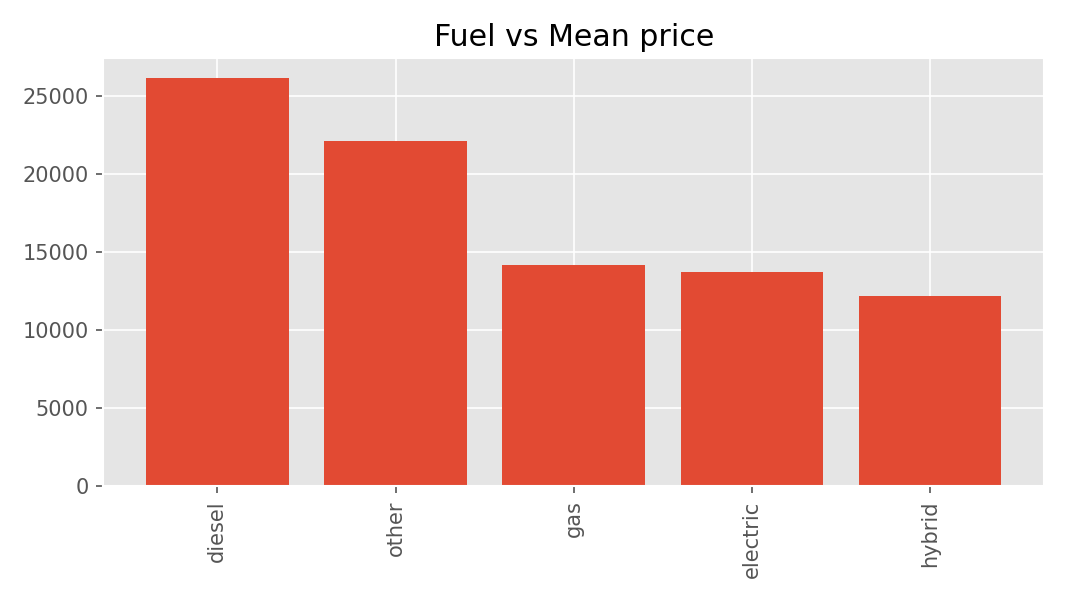 Fuel vs Mean price
25000
20000
15000
10000
5000
0
diesel
other
gas
electric
hybrid